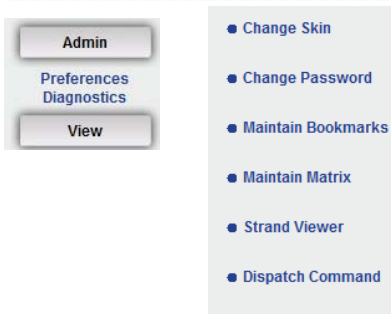 Admin
Preferences
Diagnostics
View
Change Skin
Change Password
Maintain Bookmarks
Maintain Matrix
Strand Viewer
Dispatch Command